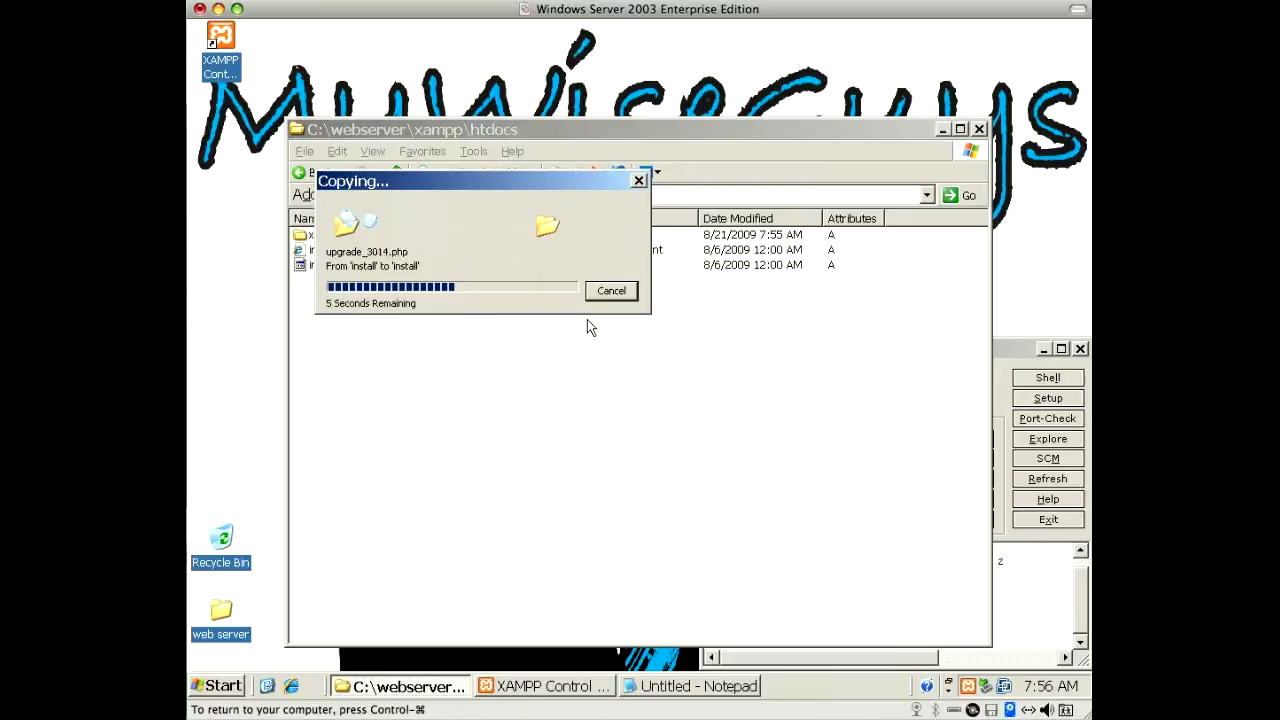 Windows Server 2003 Enterprise Edition
XAMPP
Cont...
MyWiseGuys
C:\webserver\xampp\htdocs
File Edit View Favorites Tools Help
Copying...
Go
Date Modified Attributes
8/21/2009 7:55 AM A
8/6/2009 12:00 AM A
8/6/2009 12:00 AM A
upgrade_3014.php
From 'install' to 'install'
Cancel
5 Seconds Remaining
Shell
Setup
Port-Check
Explore
SCM
Refresh
Help
Exit
Recycle Bin
web server
Start
C:\webserver...
XAMPP Control ...
Untitled - Notepad
7:56 AM
To return to your computer, press Control-⌘